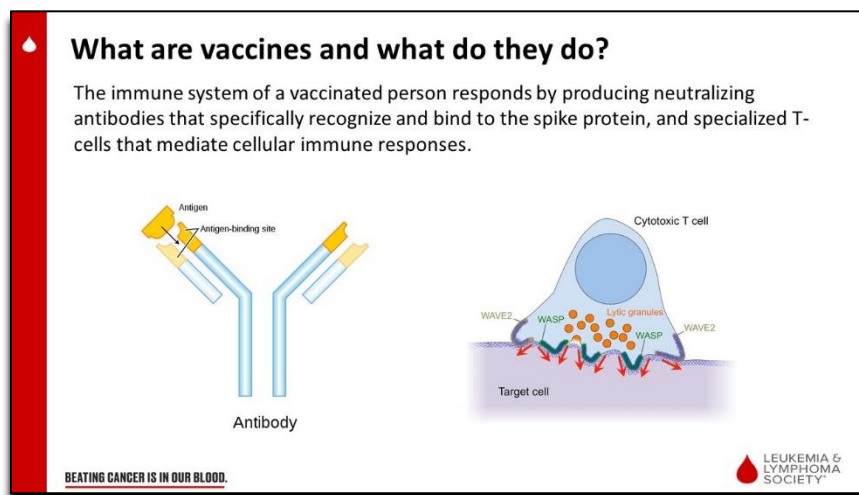 What are vaccines and what do they do?
The immune system of a vaccinated person responds by producing neutralizing
antibodies that specifically recognize and bind to the spike protein, and specialized T-
cells that mediate cellular immune responses.
Antigen
Antigen-binding site
Antibody
Cytotoxic T cell
Lytic granules
WAVE2
WASP
WASP
WAVE2
Target cell
BEATING CANCER IS IN OUR BLOOD.
LEUKEMIA &
LYMPHOMA
SOCIETY®